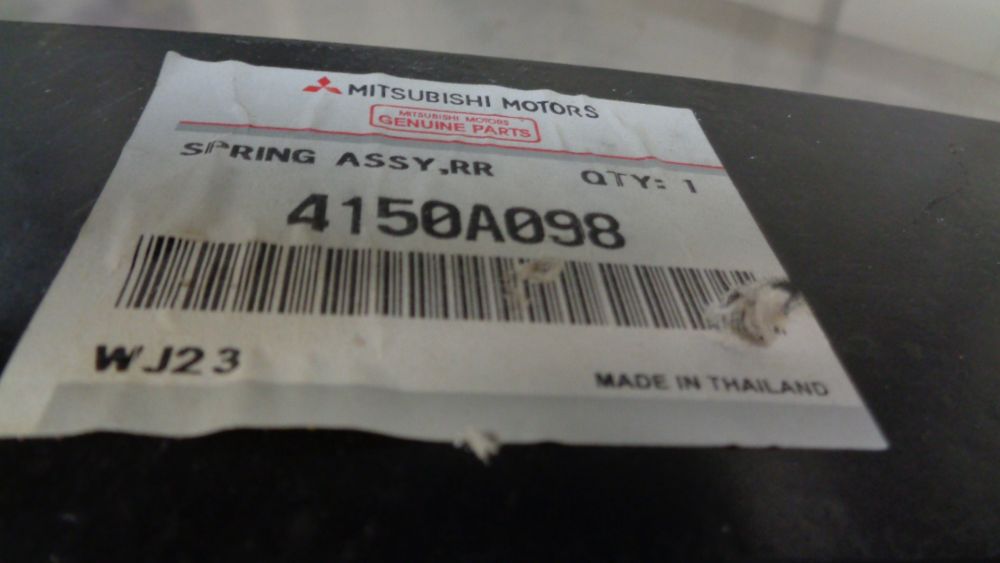 MITSUBISHI MOTORS
MITSUBISHI MOTORS
GENUINE PARTS
SPRING ASSY,RR QTY: 1
4150A098
WJ23
MADE IN THAILAND